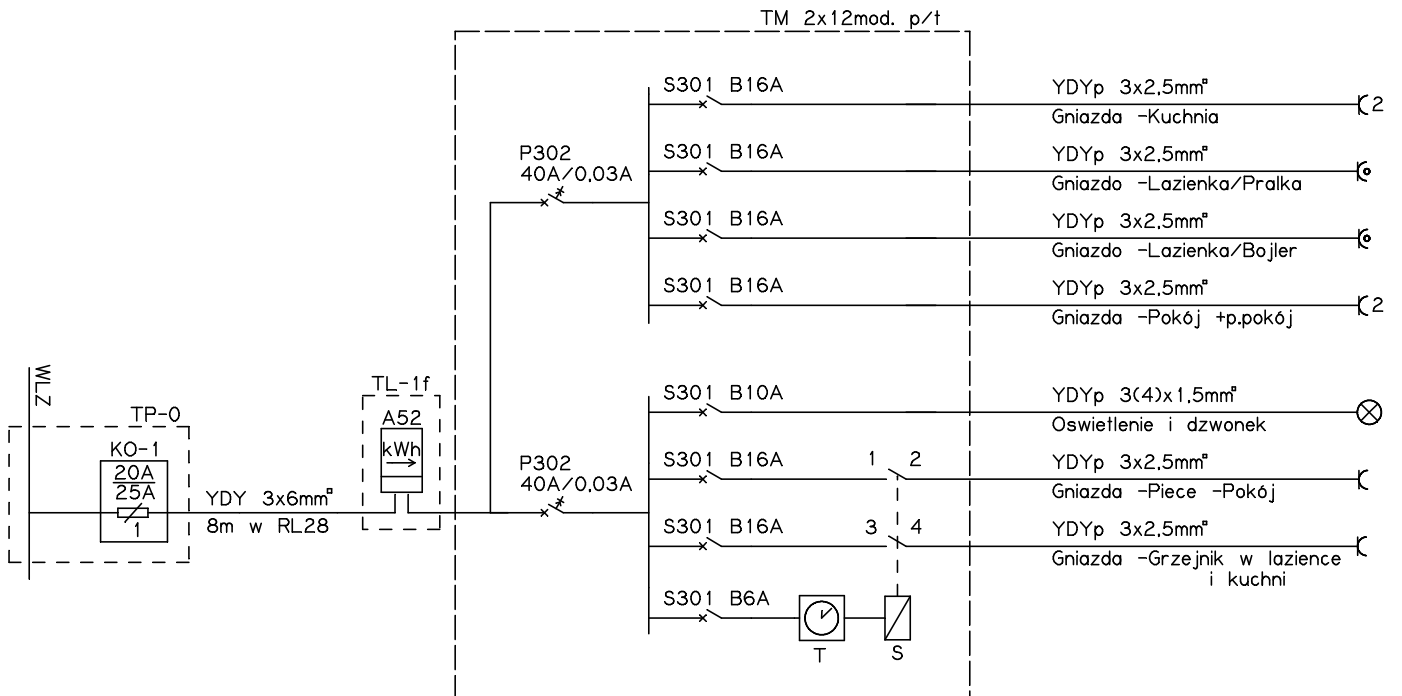 TM 2x12mod. p/t
S301 B16A
YDYp 3x2,5mm²
Gniazda -Kuchnia
2
P302
40A/0,03A
S301 B16A
YDYp 3x2,5mm²
Gniazdo -Lazienka/Pralka
S301 B16A
YDYp 3x2,5mm²
Gniazdo -Lazienka/Bojler
S301 B16A
YDYp 3x2,5mm²
Gniazda -Pokój +p.pokój
2
WLZ
TP-0
KO-1
20A
25A
1
YDY 3x6mm²
8m w RL28
TL-1f
A52
kWh
P302
40A/0,03A
S301 B10A
YDYp 3(4)x1,5mm²
Oswietlenie i dzwonek
S301 B16A
1 2
YDYp 3x2,5mm²
Gniazda -Piece -Pokój
S301 B16A
3 4
YDYp 3x2,5mm²
Gniazda -Grzejnik w lazience
i kuchni
S301 B6A
T
S